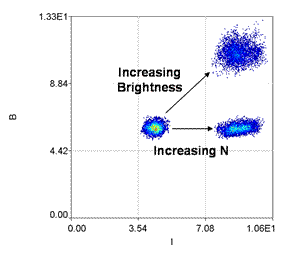 1.33E1
Increasing
Brightness
8.84
B
4.42
Increasing N
0.00
0.00 3.54 7.08 1.06E1
I